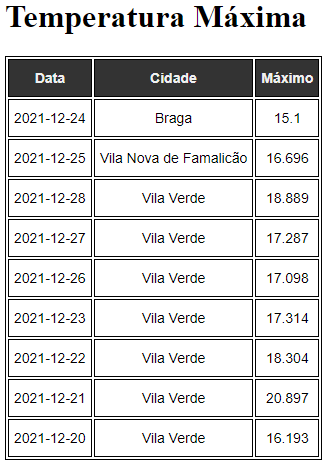 Temperatura Máxima
Data Cidade Máximo
2021-12-24 Braga 15.1
2021-12-25 Vila Nova de Famalicão 16.696
2021-12-28 Vila Verde 18.889
2021-12-27 Vila Verde 17.287
2021-12-26 Vila Verde 17.098
2021-12-23 Vila Verde 17.314
2021-12-22 Vila Verde 18.304
2021-12-21 Vila Verde 20.897
2021-12-20 Vila Verde 16.193